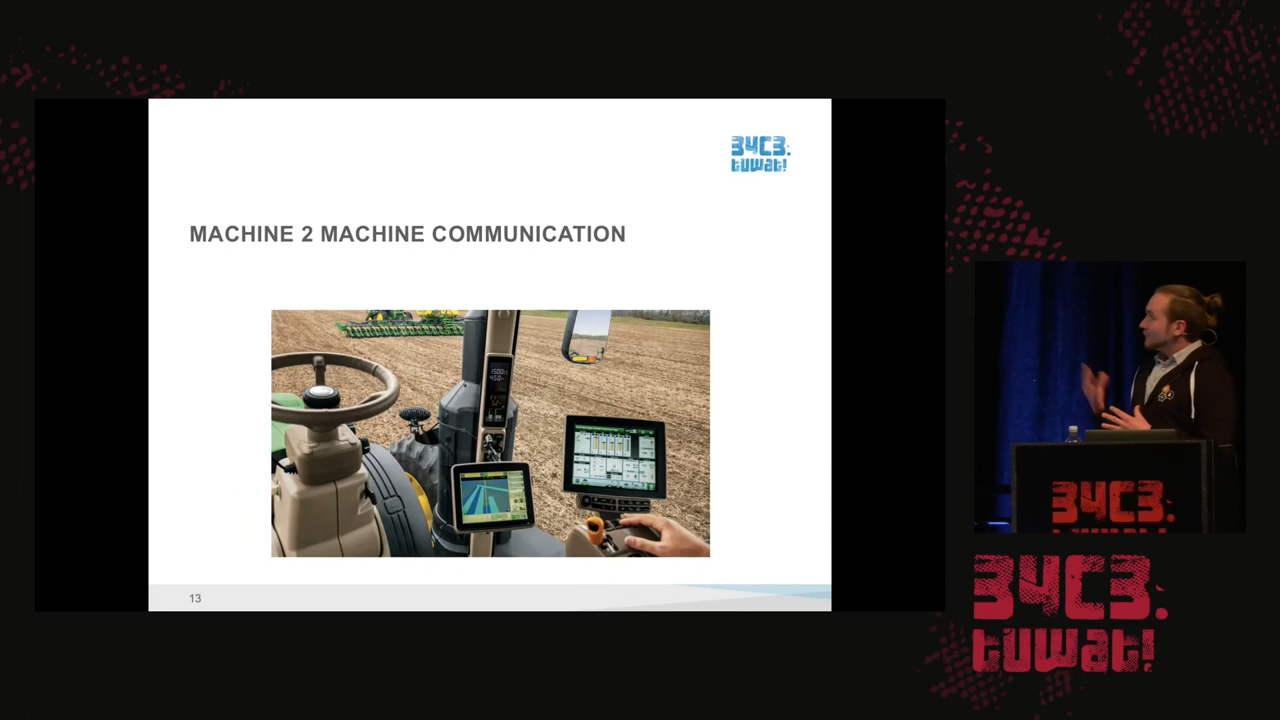 34C3.
tuwat!
MACHINE 2 MACHINE COMMUNICATION
13
34C3.
34C3.
tuwat!